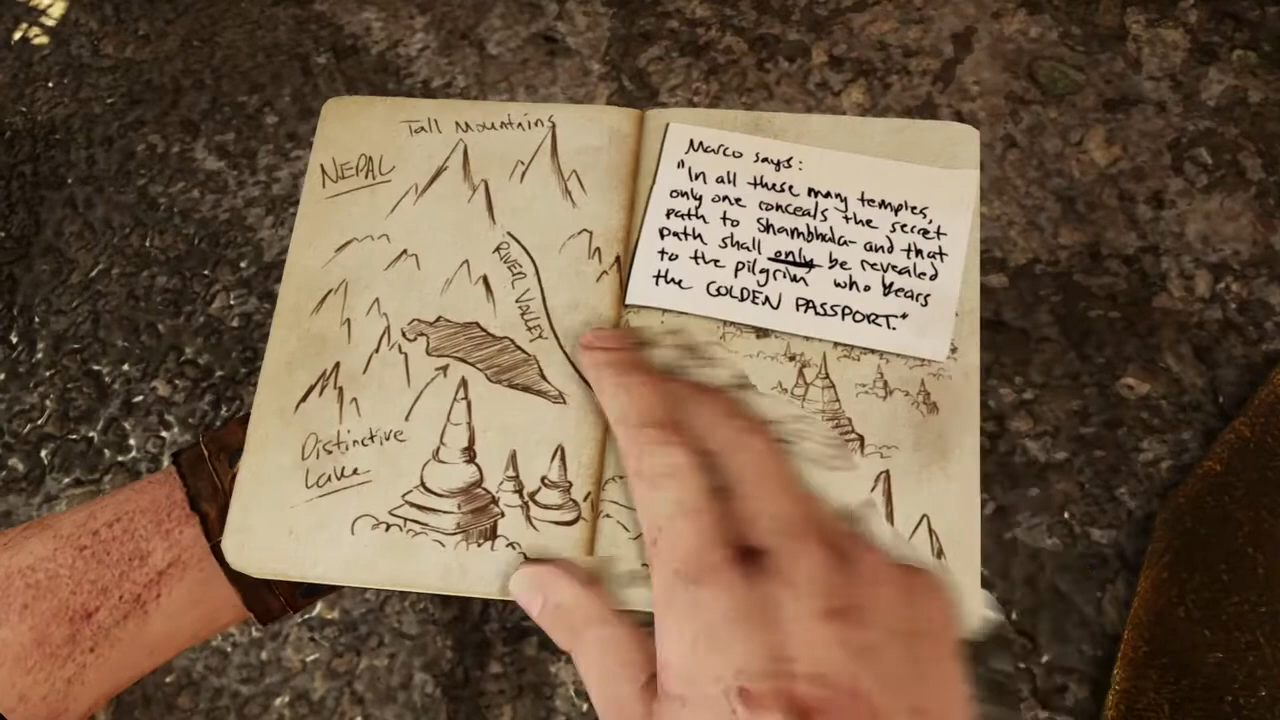 Tall Mountains
NEPAL
RIVER VALLEY
Distinctive
Lake
Marco says:
"In all these many temples,
only one conceals the secret
path to Shambhala- and that
path shall only be revealed
to the pilgrim who bears
the GOLDEN PASSPORT."